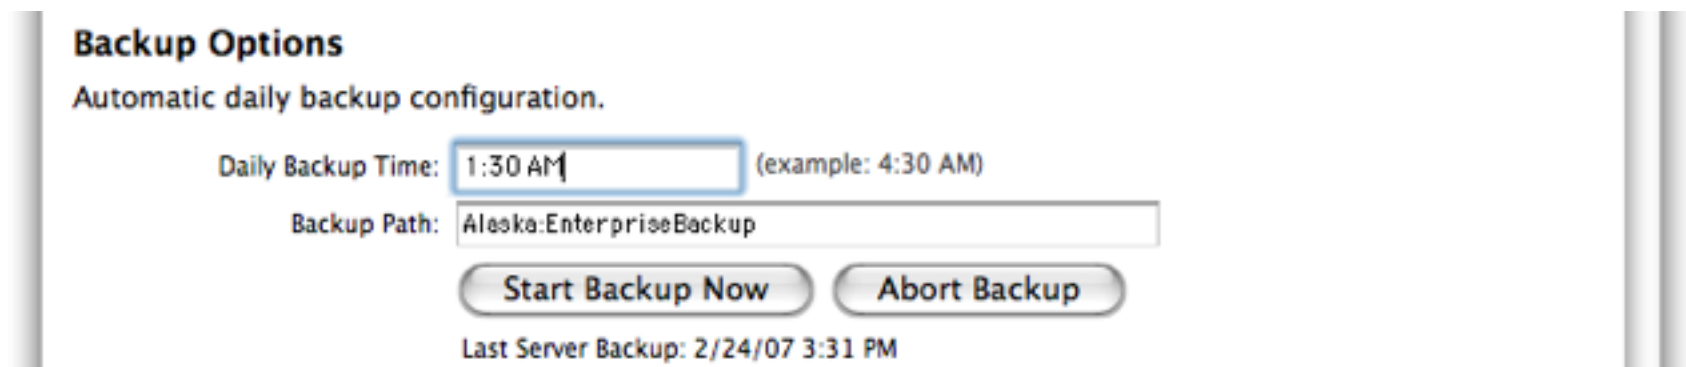 Backup Options
Automatic daily backup configuration.
Daily Backup Time: 1:30 AM (example: 4:30 AM)
Backup Path: Alaska:EnterpriseBackup
Start Backup Now Abort Backup
Last Server Backup: 2/24/07 3:31 PM